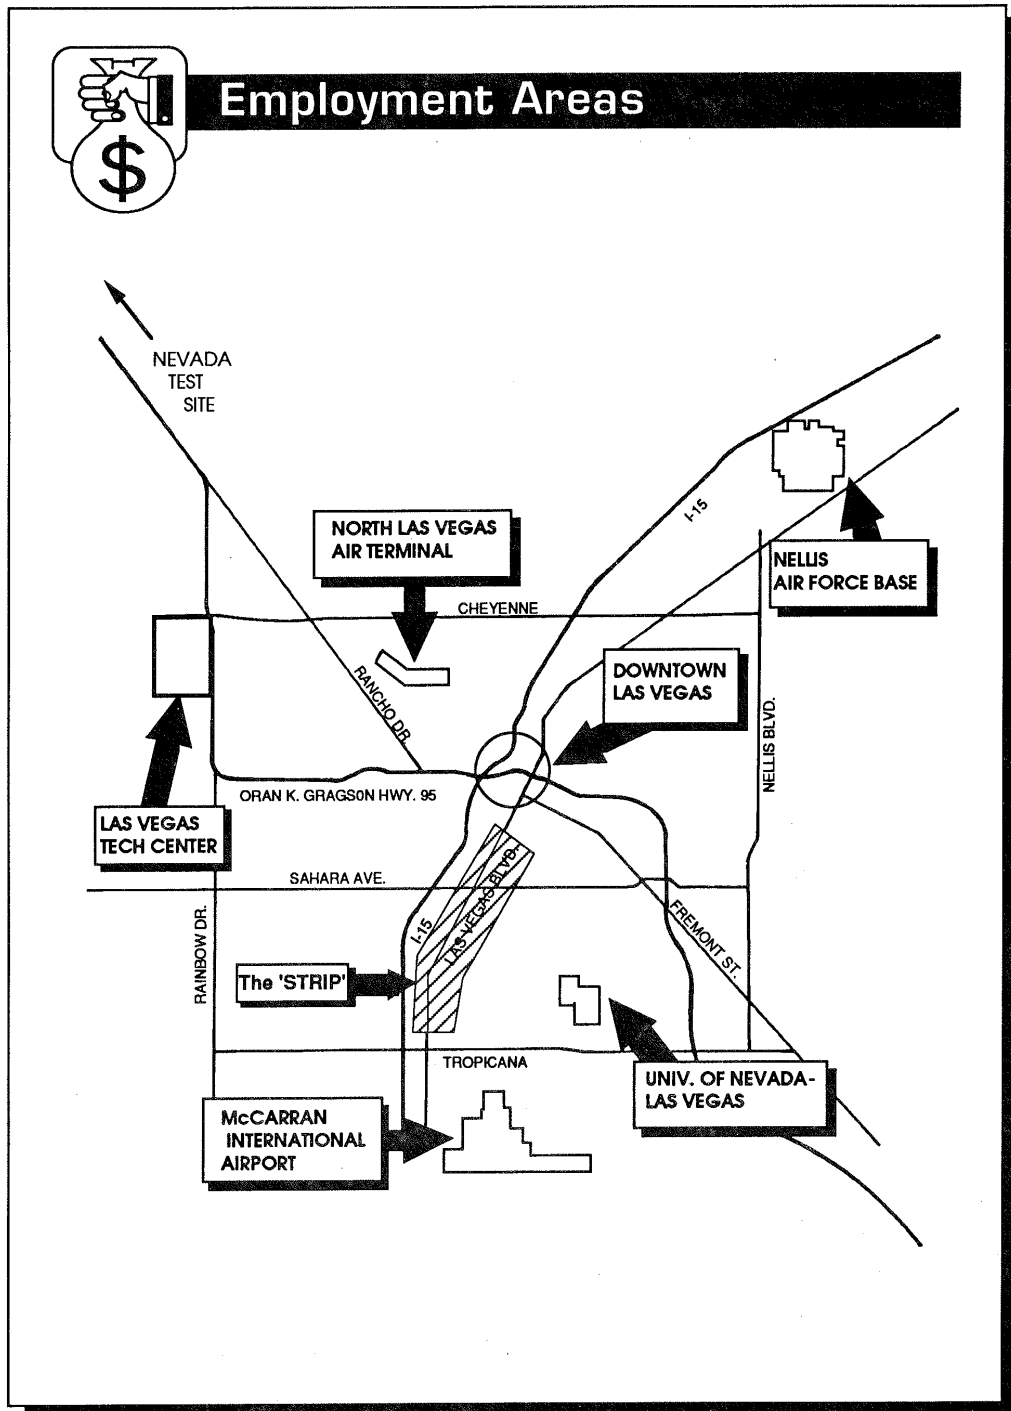 $
Employment Areas
NEVADA
TEST
SITE
I-15
NORTH LAS VEGAS
AIR TERMINAL
NELLIS
AIR FORCE BASE
CHEYENNE
DOWNTOWN
LAS VEGAS
RANCHO DR.
NELLIS BLVD.
ORAN K. GRAGSON HWY. 95
LAS VEGAS
TECH CENTER
SAHARA AVE.
LAS VEGAS BLVD.
I-15
RAINBOW DR.
FREMONT ST.
The 'STRIP'
TROPICANA
UNIV. OF NEVADA-
LAS VEGAS
McCARRAN
INTERNATIONAL
AIRPORT